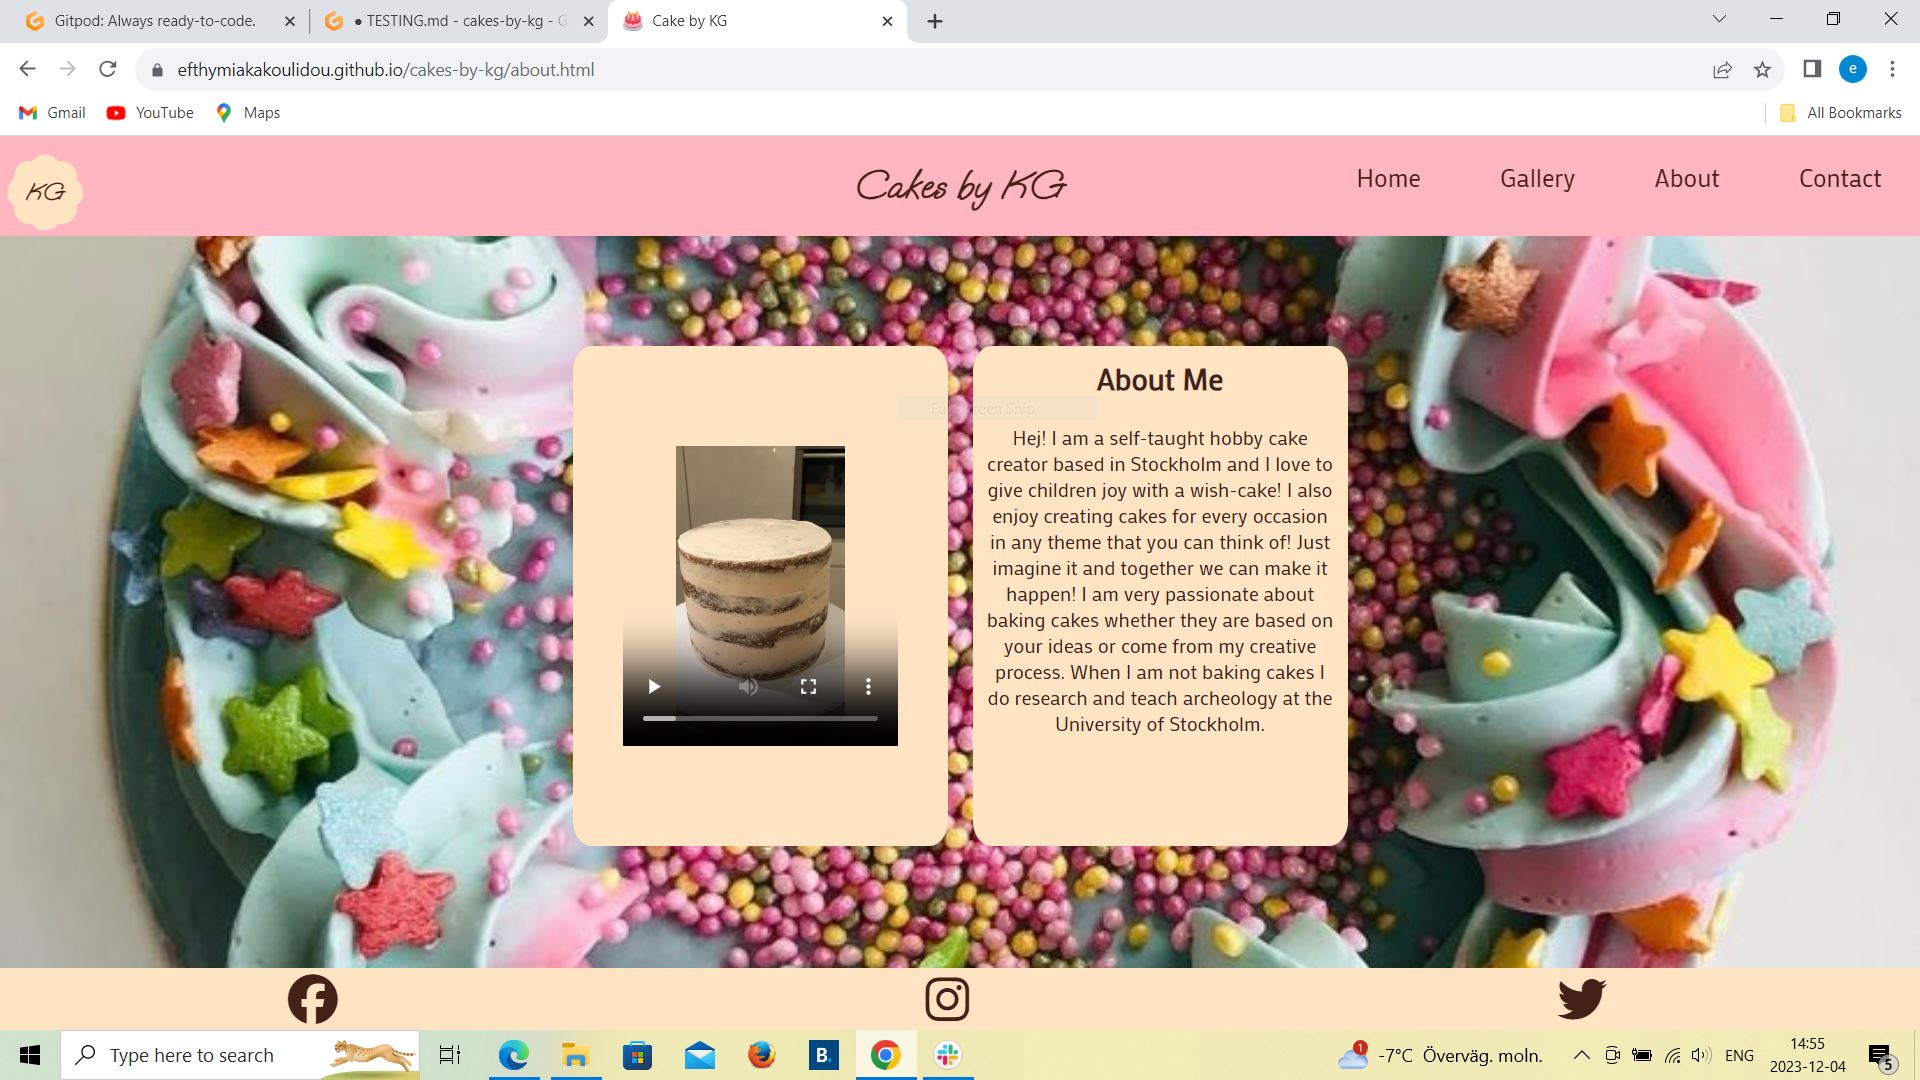 Gitpod: Always ready-to-code.
● TESTING.md - cakes-by-kg - G
Cake by KG
efthymiakakoulidou.github.io/cakes-by-kg/about.html
e
Gmail
YouTube
Maps
All Bookmarks
KG
Cakes by KG
Home
Gallery
About
Contact
About Me
Hej! I am a self-taught hobby cake
creator based in Stockholm and I love to
give children joy with a wish-cake! I also
enjoy creating cakes for every occasion
in any theme that you can think of! Just
imagine it and together we can make it
happen! I am very passionate about
baking cakes whether they are based on
your ideas or come from my creative
process. When I am not baking cakes I
do research and teach archeology at the
University of Stockholm.
Full-screen Snip
Type here to search
B.
1
-7°C Överväg. moln.
ENG
14:55
2023-12-04
5